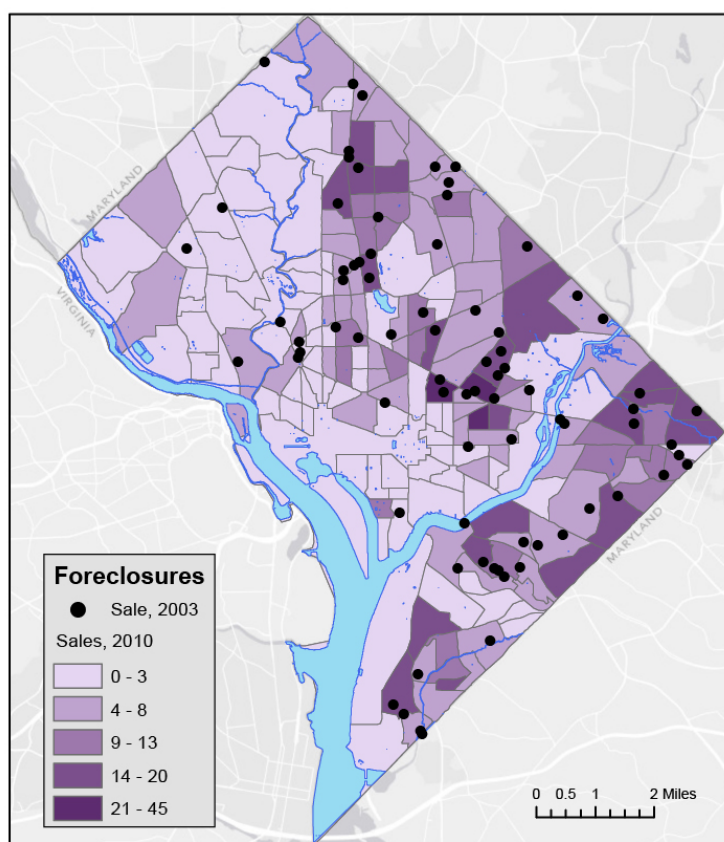 MARYLAND
VIRGINIA
MARYLAND
Foreclosures
Sale, 2003
Sales, 2010
0 - 3
4 - 8
9 - 13
14 - 20
21 - 45
0 0.5 1 2 Miles